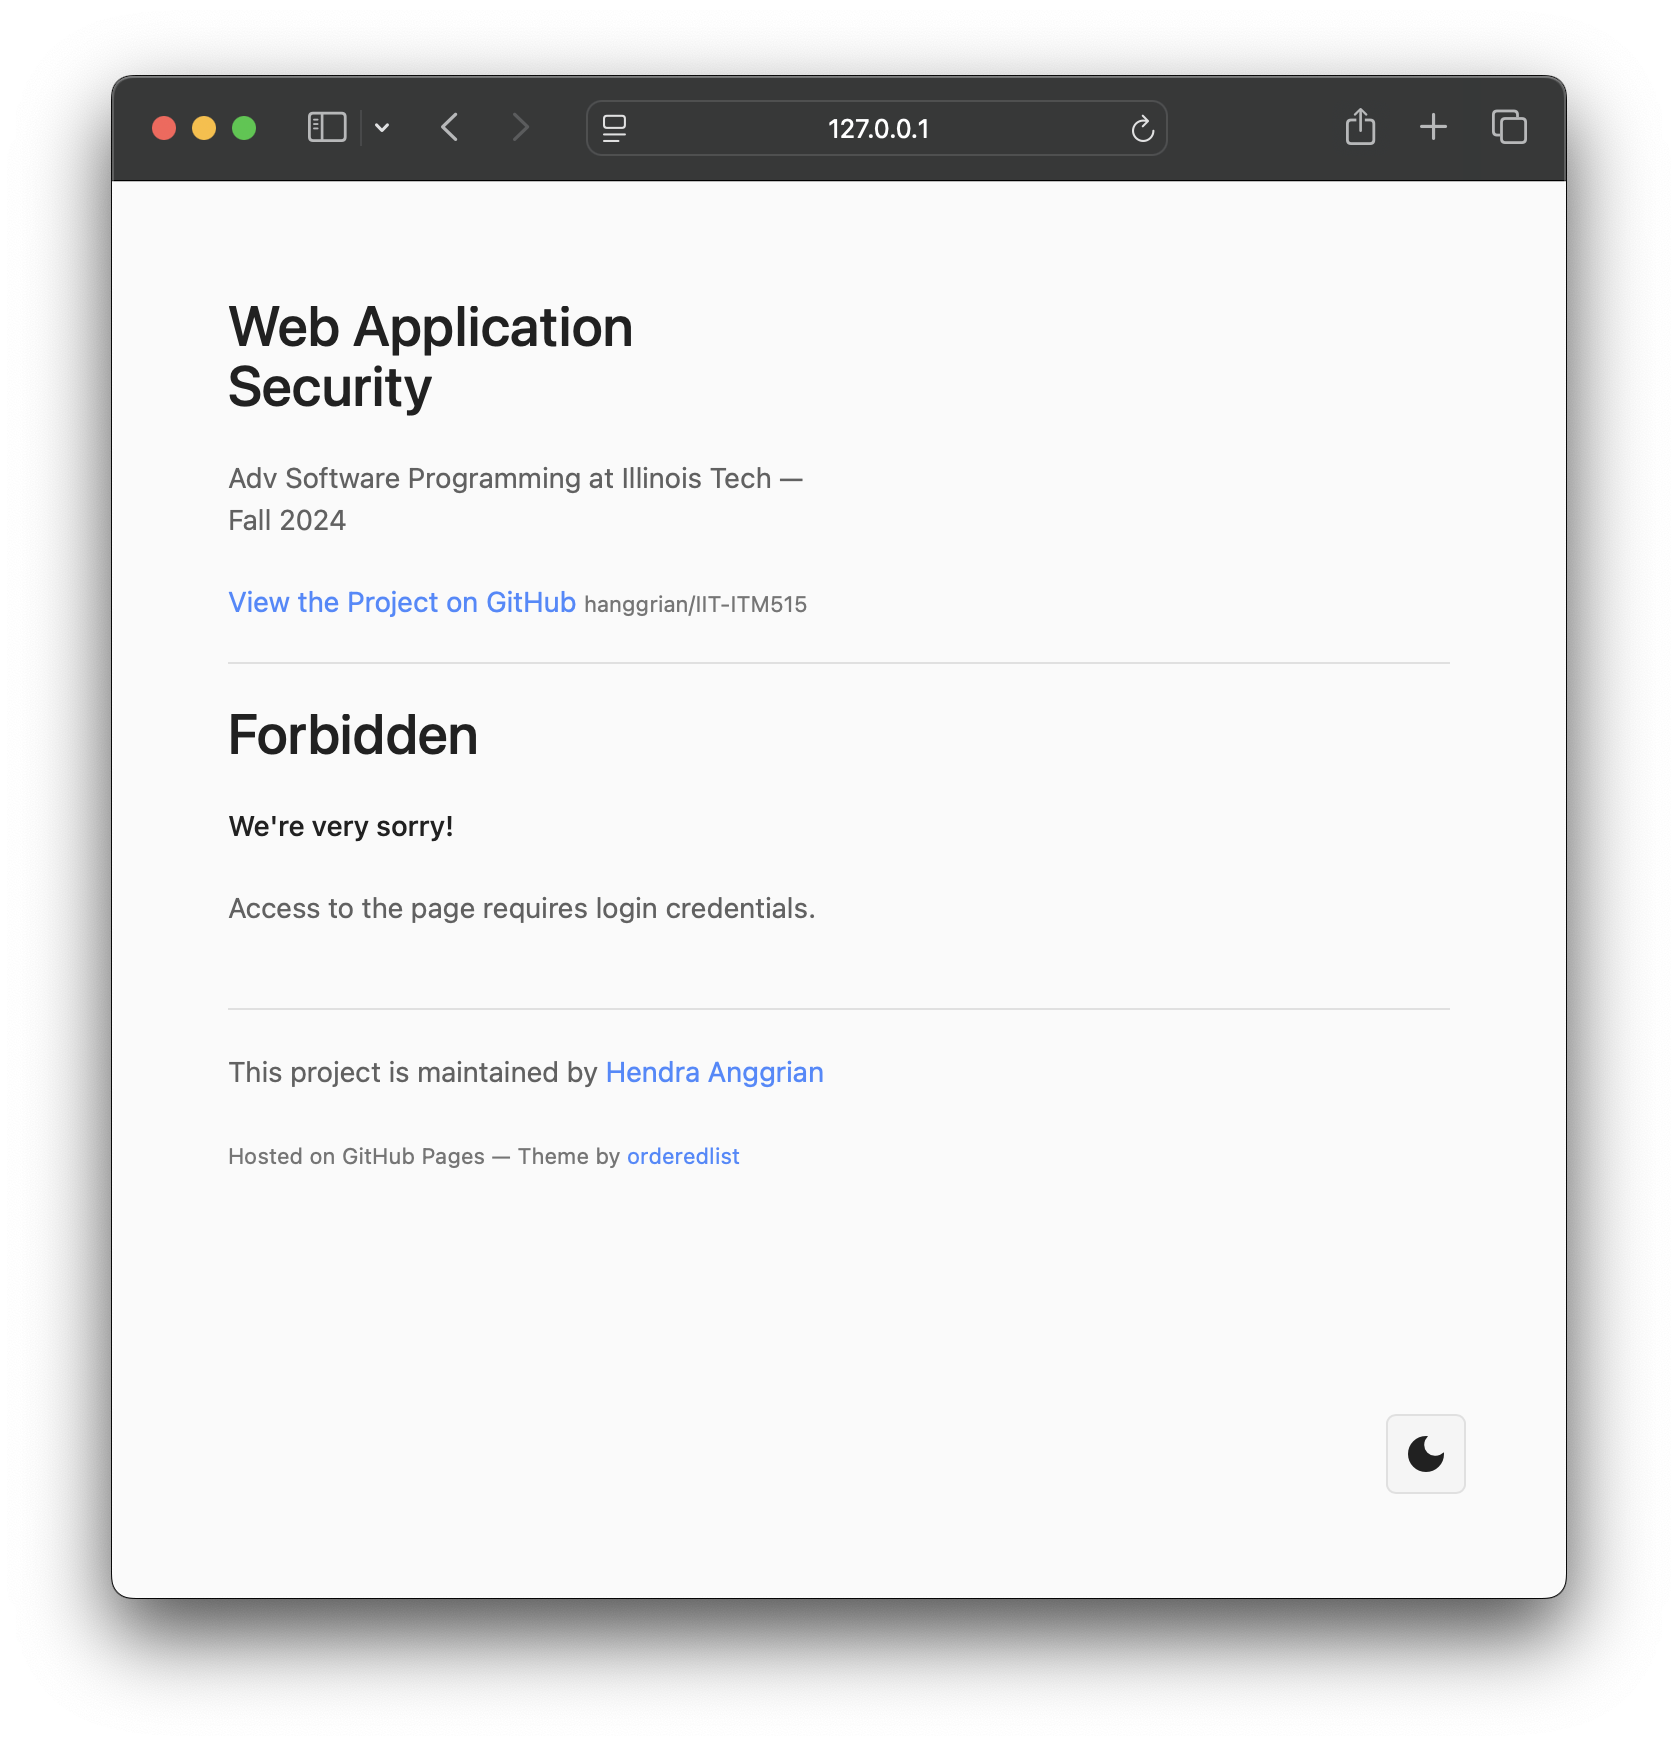 127.0.0.1
Web Application
Security
Adv Software Programming at Illinois Tech —
Fall 2024
View the Project on GitHub hanggrian/IIT-ITM515
Forbidden
We're very sorry!
Access to the page requires login credentials.
This project is maintained by Hendra Anggrian
Hosted on GitHub Pages — Theme by orderedlist